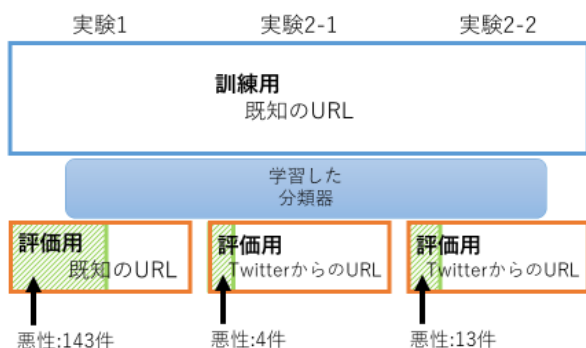 実験1
実験2-1
実験2-2
訓練用
既知のURL
学習した
分類器
評価用
既知のURL
評価用
TwitterからのURL
評価用
TwitterからのURL
悪性:143件
悪性:4件
悪性:13件